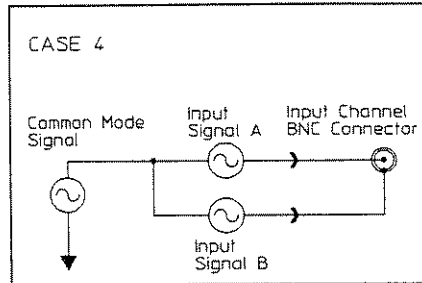 CASE 4
Common Mode
Signal
Input
Signal A
Input Channel
BNC Connector
Input
Signal B